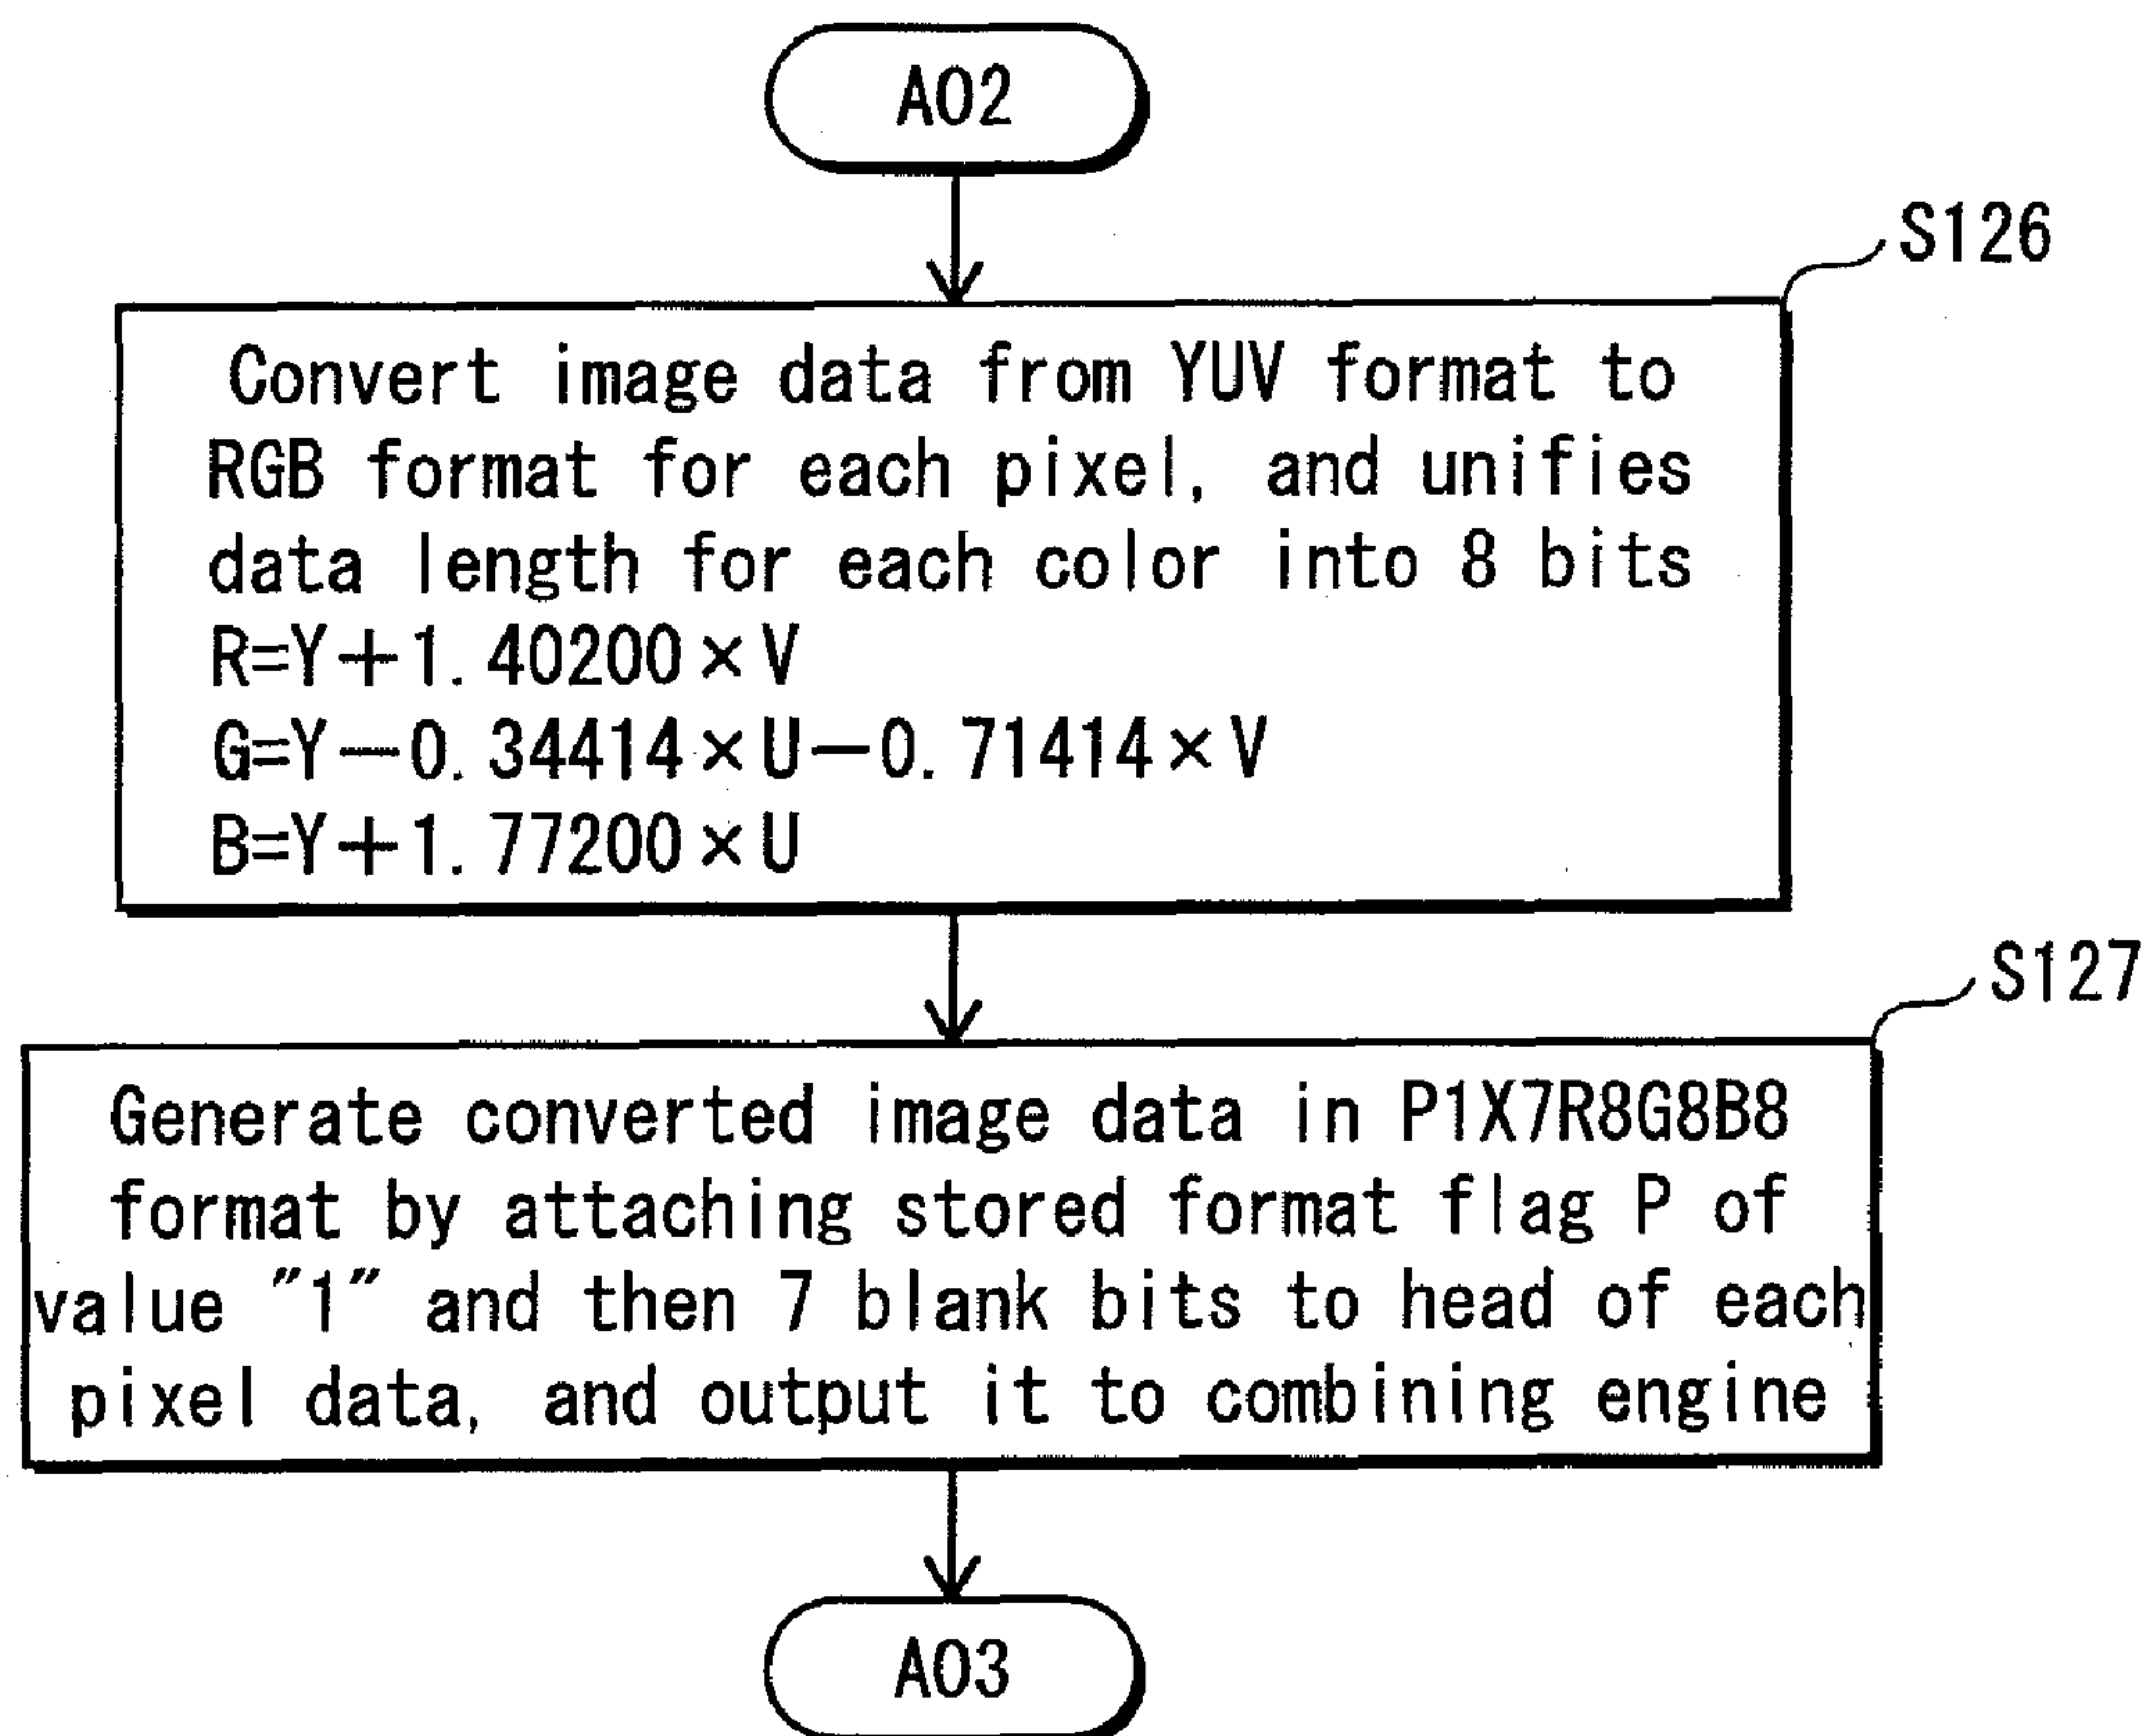 A02
S126
Convert image data from YUV format to
RGB format for each pixel, and unifies
data length for each color into 8 bits
R=Y+1.40200×V
G=Y−0.34414×U−0.71414×V
B=Y+1.77200×U
S127
Generate converted image data in P1X7R8G8B8
format by attaching stored format flag P of
value "1" and then 7 blank bits to head of each
pixel data, and output it to combining engine
A03